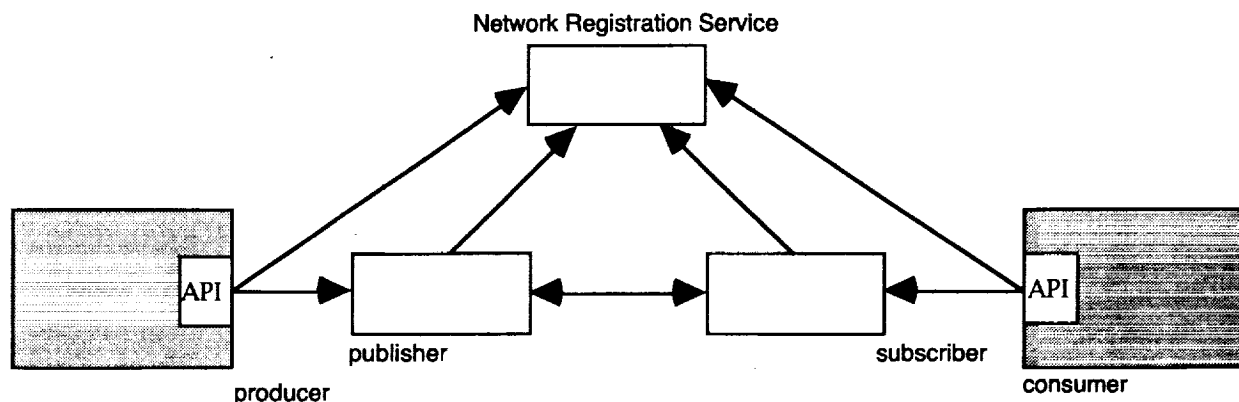 Network Registration Service
API
API
publisher
subscriber
producer
consumer